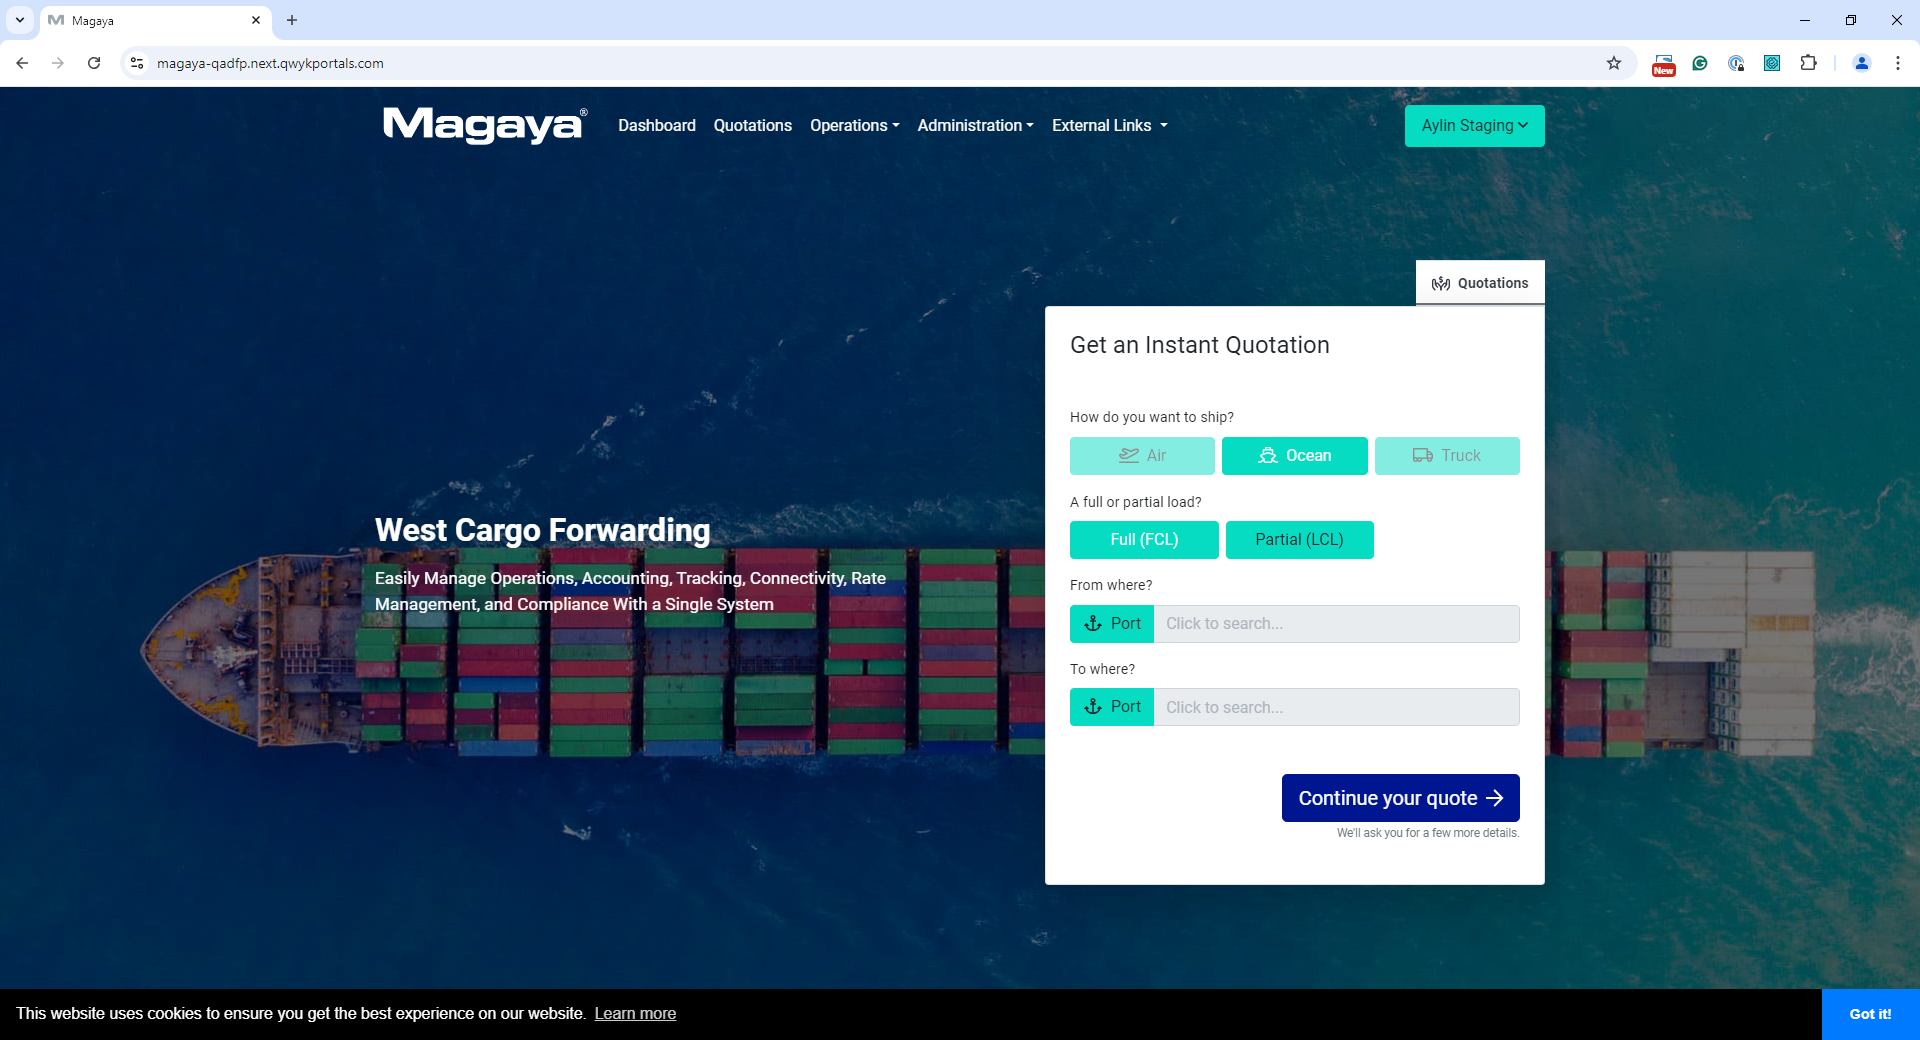 Magaya
magaya-qadfp.next.qwykportals.com
New
Magaya®
Dashboard Quotations Operations Administration External Links
Aylin Staging
Quotations
Get an Instant Quotation
How do you want to ship?
Air Ocean Truck
A full or partial load?
Full (FCL) Partial (LCL)
From where?
Port Click to search...
To where?
Port Click to search...
Continue your quote
We'll ask you for a few more details.
West Cargo Forwarding
Easily Manage Operations, Accounting, Tracking, Connectivity, Rate
Management, and Compliance With a Single System
This website uses cookies to ensure you get the best experience on our website. Learn more
Got it!